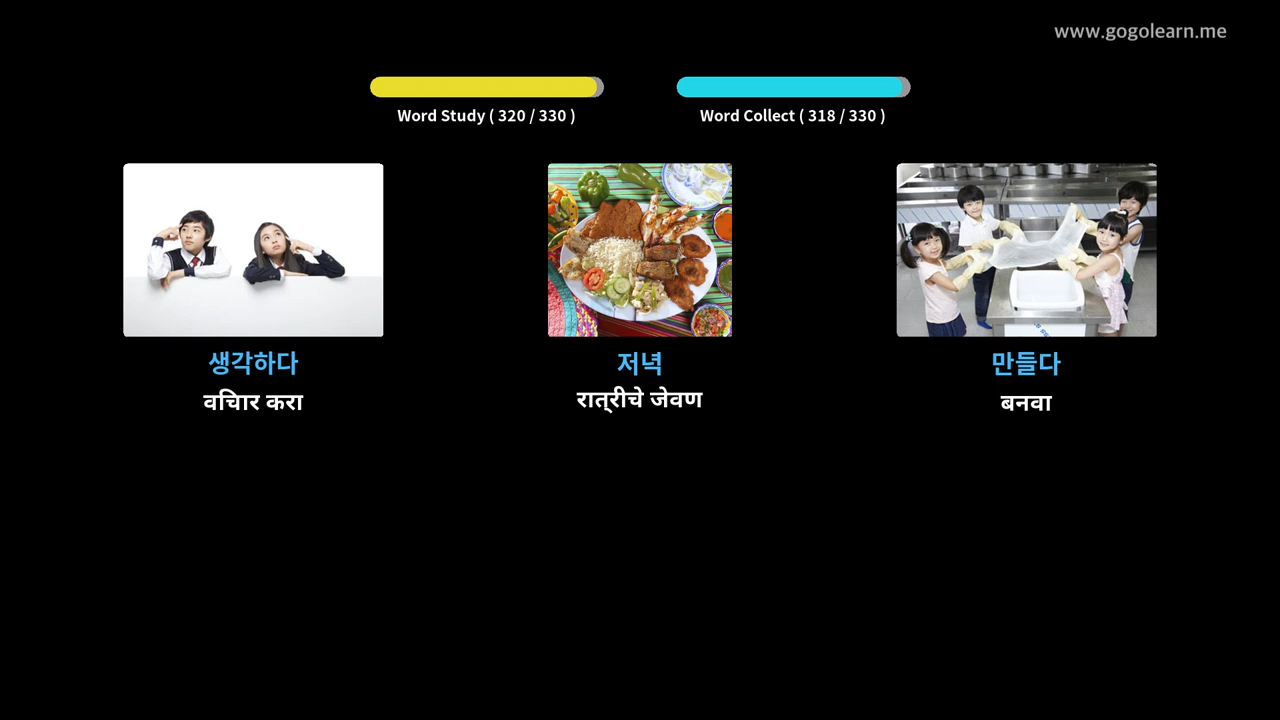 www.gogolearn.me
Word Study ( 320 / 330 )
Word Collect ( 318 / 330 )
생각하다
저녁
만들다
विचार करा
रात्रीचे जेवण
बनवा